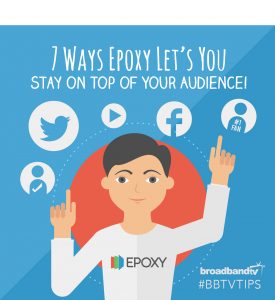 7 WAYS EPOXY LET'S YOU
STAY ON TOP OF YOUR AUDIENCE!
#1
FAN
EPOXY
broadbandtv
#BBTVTIPS